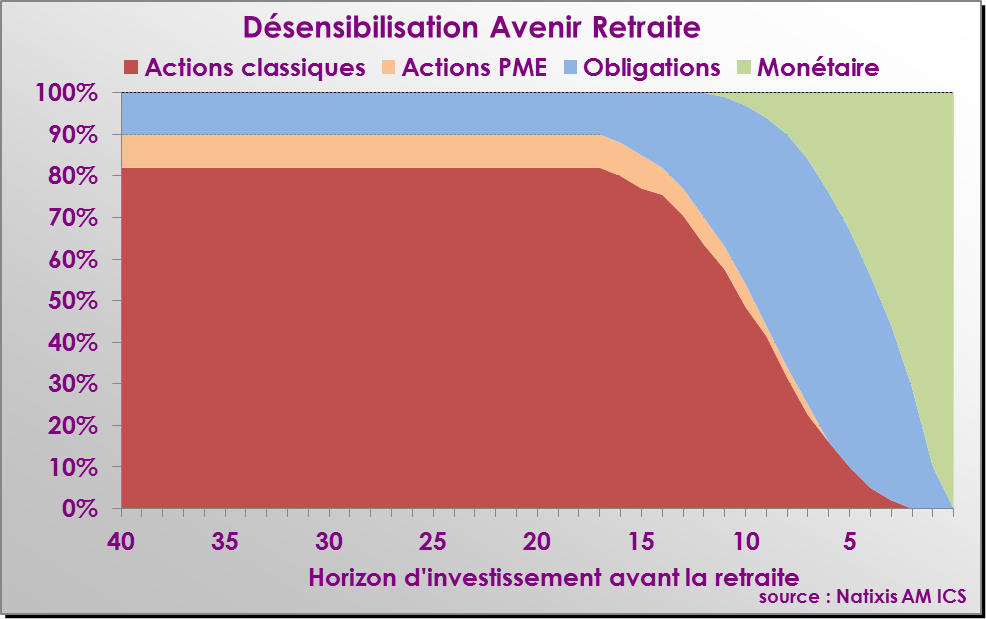 Désensibilisation Avenir Retraite
Actions classiques Actions PME Obligations Monétaire
100%
90%
80%
70%
60%
50%
40%
30%
20%
10%
0%
40 35 30 25 20 15 10 5
Horizon d'investissement avant la retraite
source : Natixis AM ICS